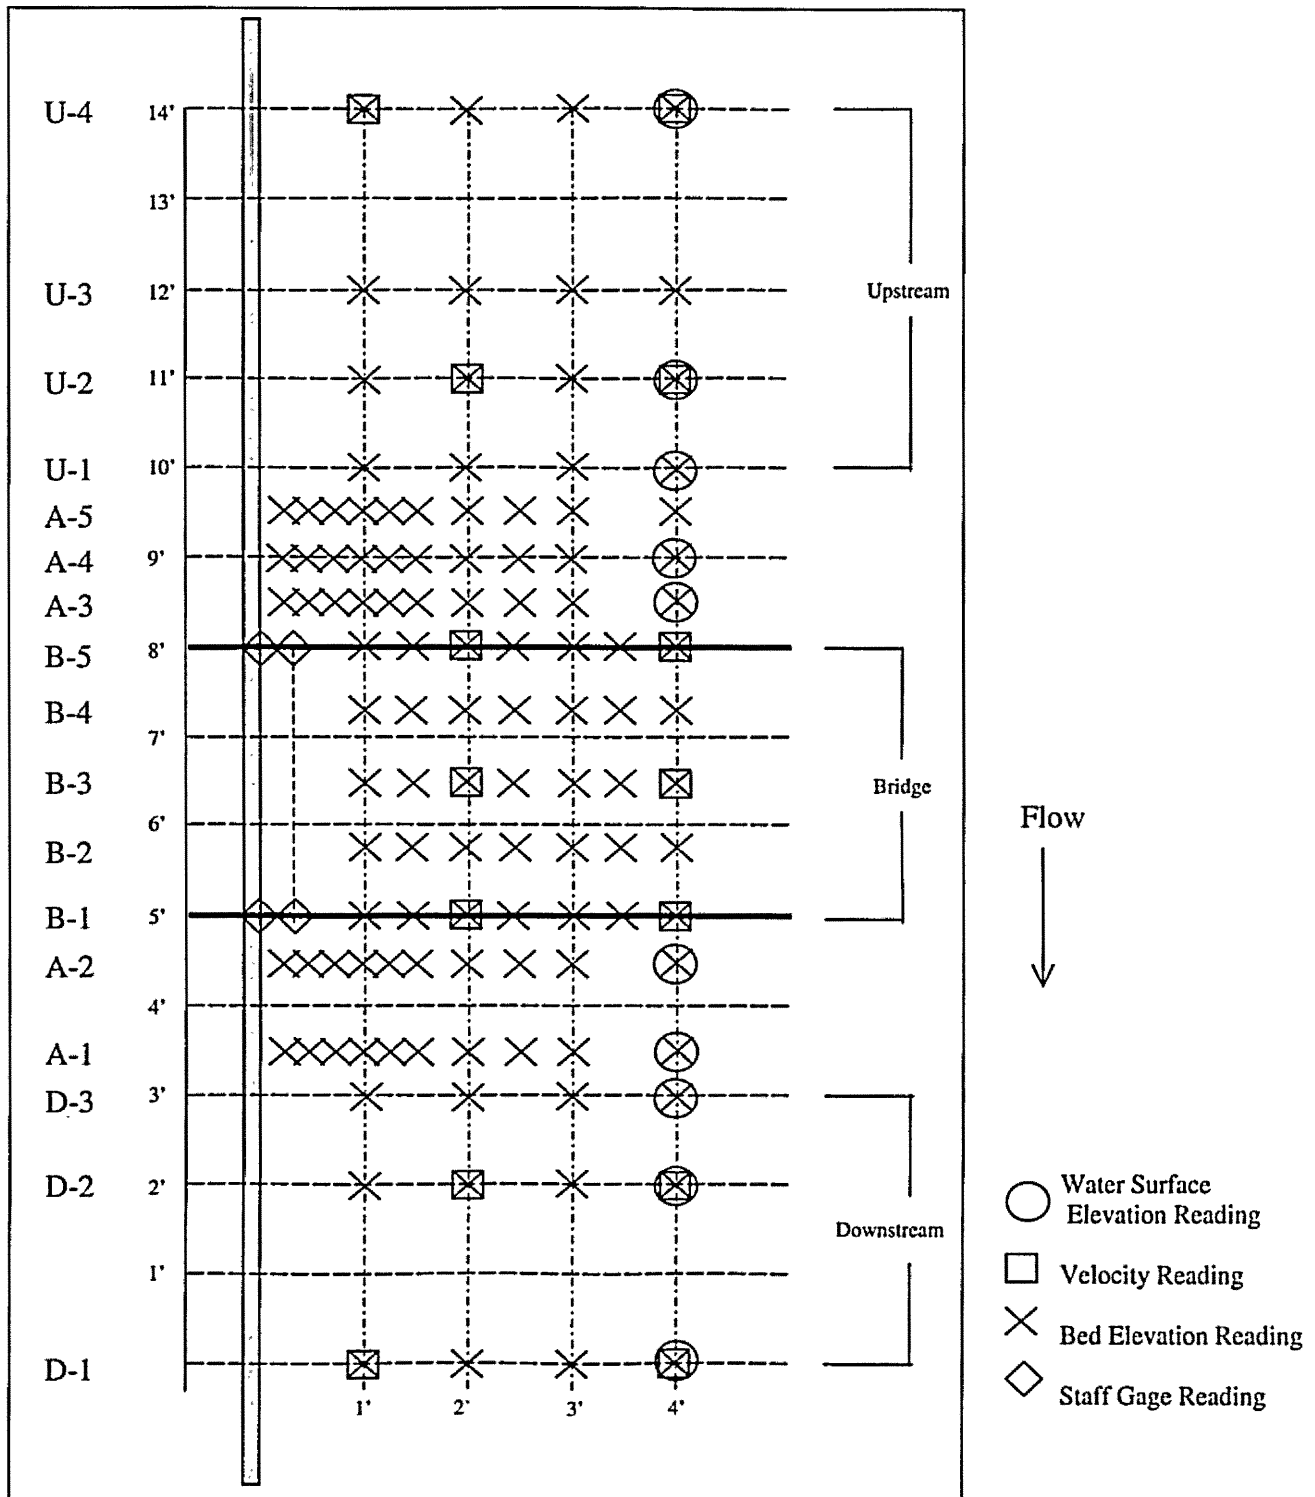 U-4 14'
13'
U-3 12'
Upstream
U-2 11'
U-1 10'
A-5
A-4 9'
A-3
B-5 8'
B-4
7'
B-3
Bridge
6'
Flow
B-2
B-1 5'
A-2
4'
A-1
D-3 3'
D-2 2'
Water Surface
Elevation Reading
Downstream
1'
Velocity Reading
Bed Elevation Reading
D-1
Staff Gage Reading
1' 2' 3' 4'